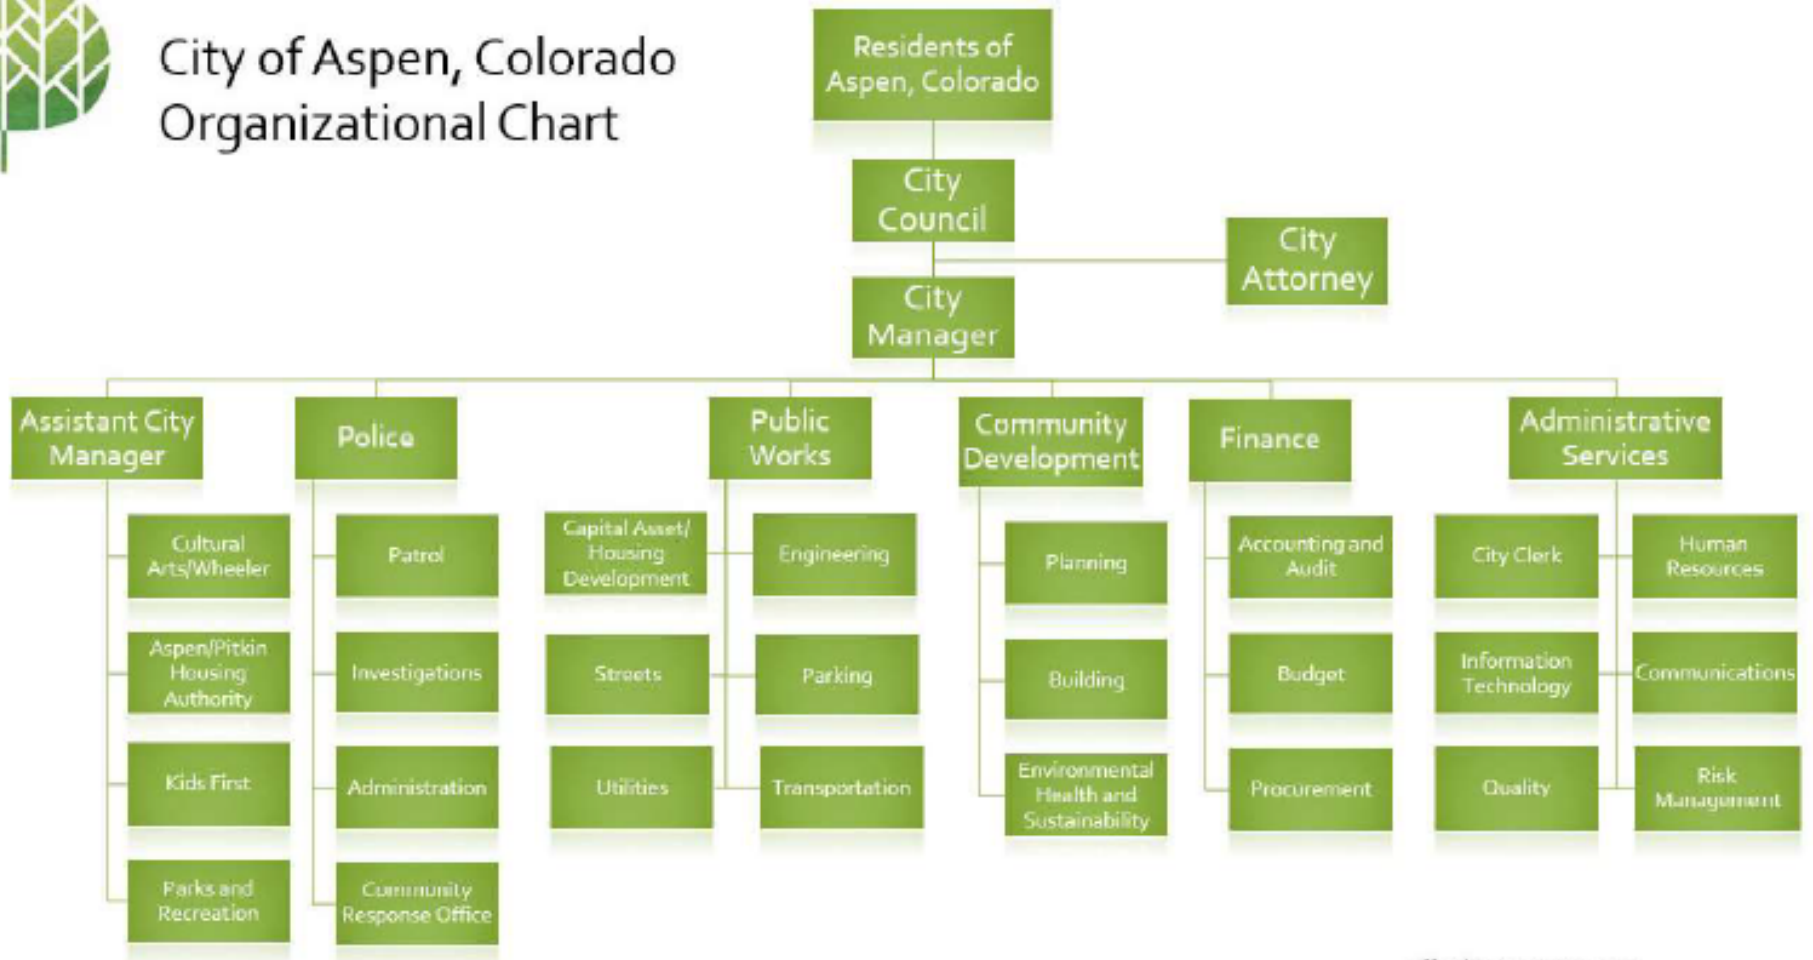 City of Aspen, Colorado
Organizational Chart
Residents of
Aspen, Colorado
City
Council
City
Attorney
City
Manager
Assistant City
Manager
Police
Public
Works
Community
Development
Finance
Administrative
Services
Cultural
Arts/Wheeler
Aspen/Pitkin
Housing
Authority
Kids First
Parks and
Recreation
Patrol
Investigations
Administration
Community
Response Office
Capital Asset/
Housing
Development
Engineering
Streets
Parking
Utilities
Transportation
Planning
Building
Environmental
Health and
Sustainability
Accounting and
Audit
Budget
Procurement
City Clerk
Human
Resources
Information
Technology
Communications
Quality
Risk
Management